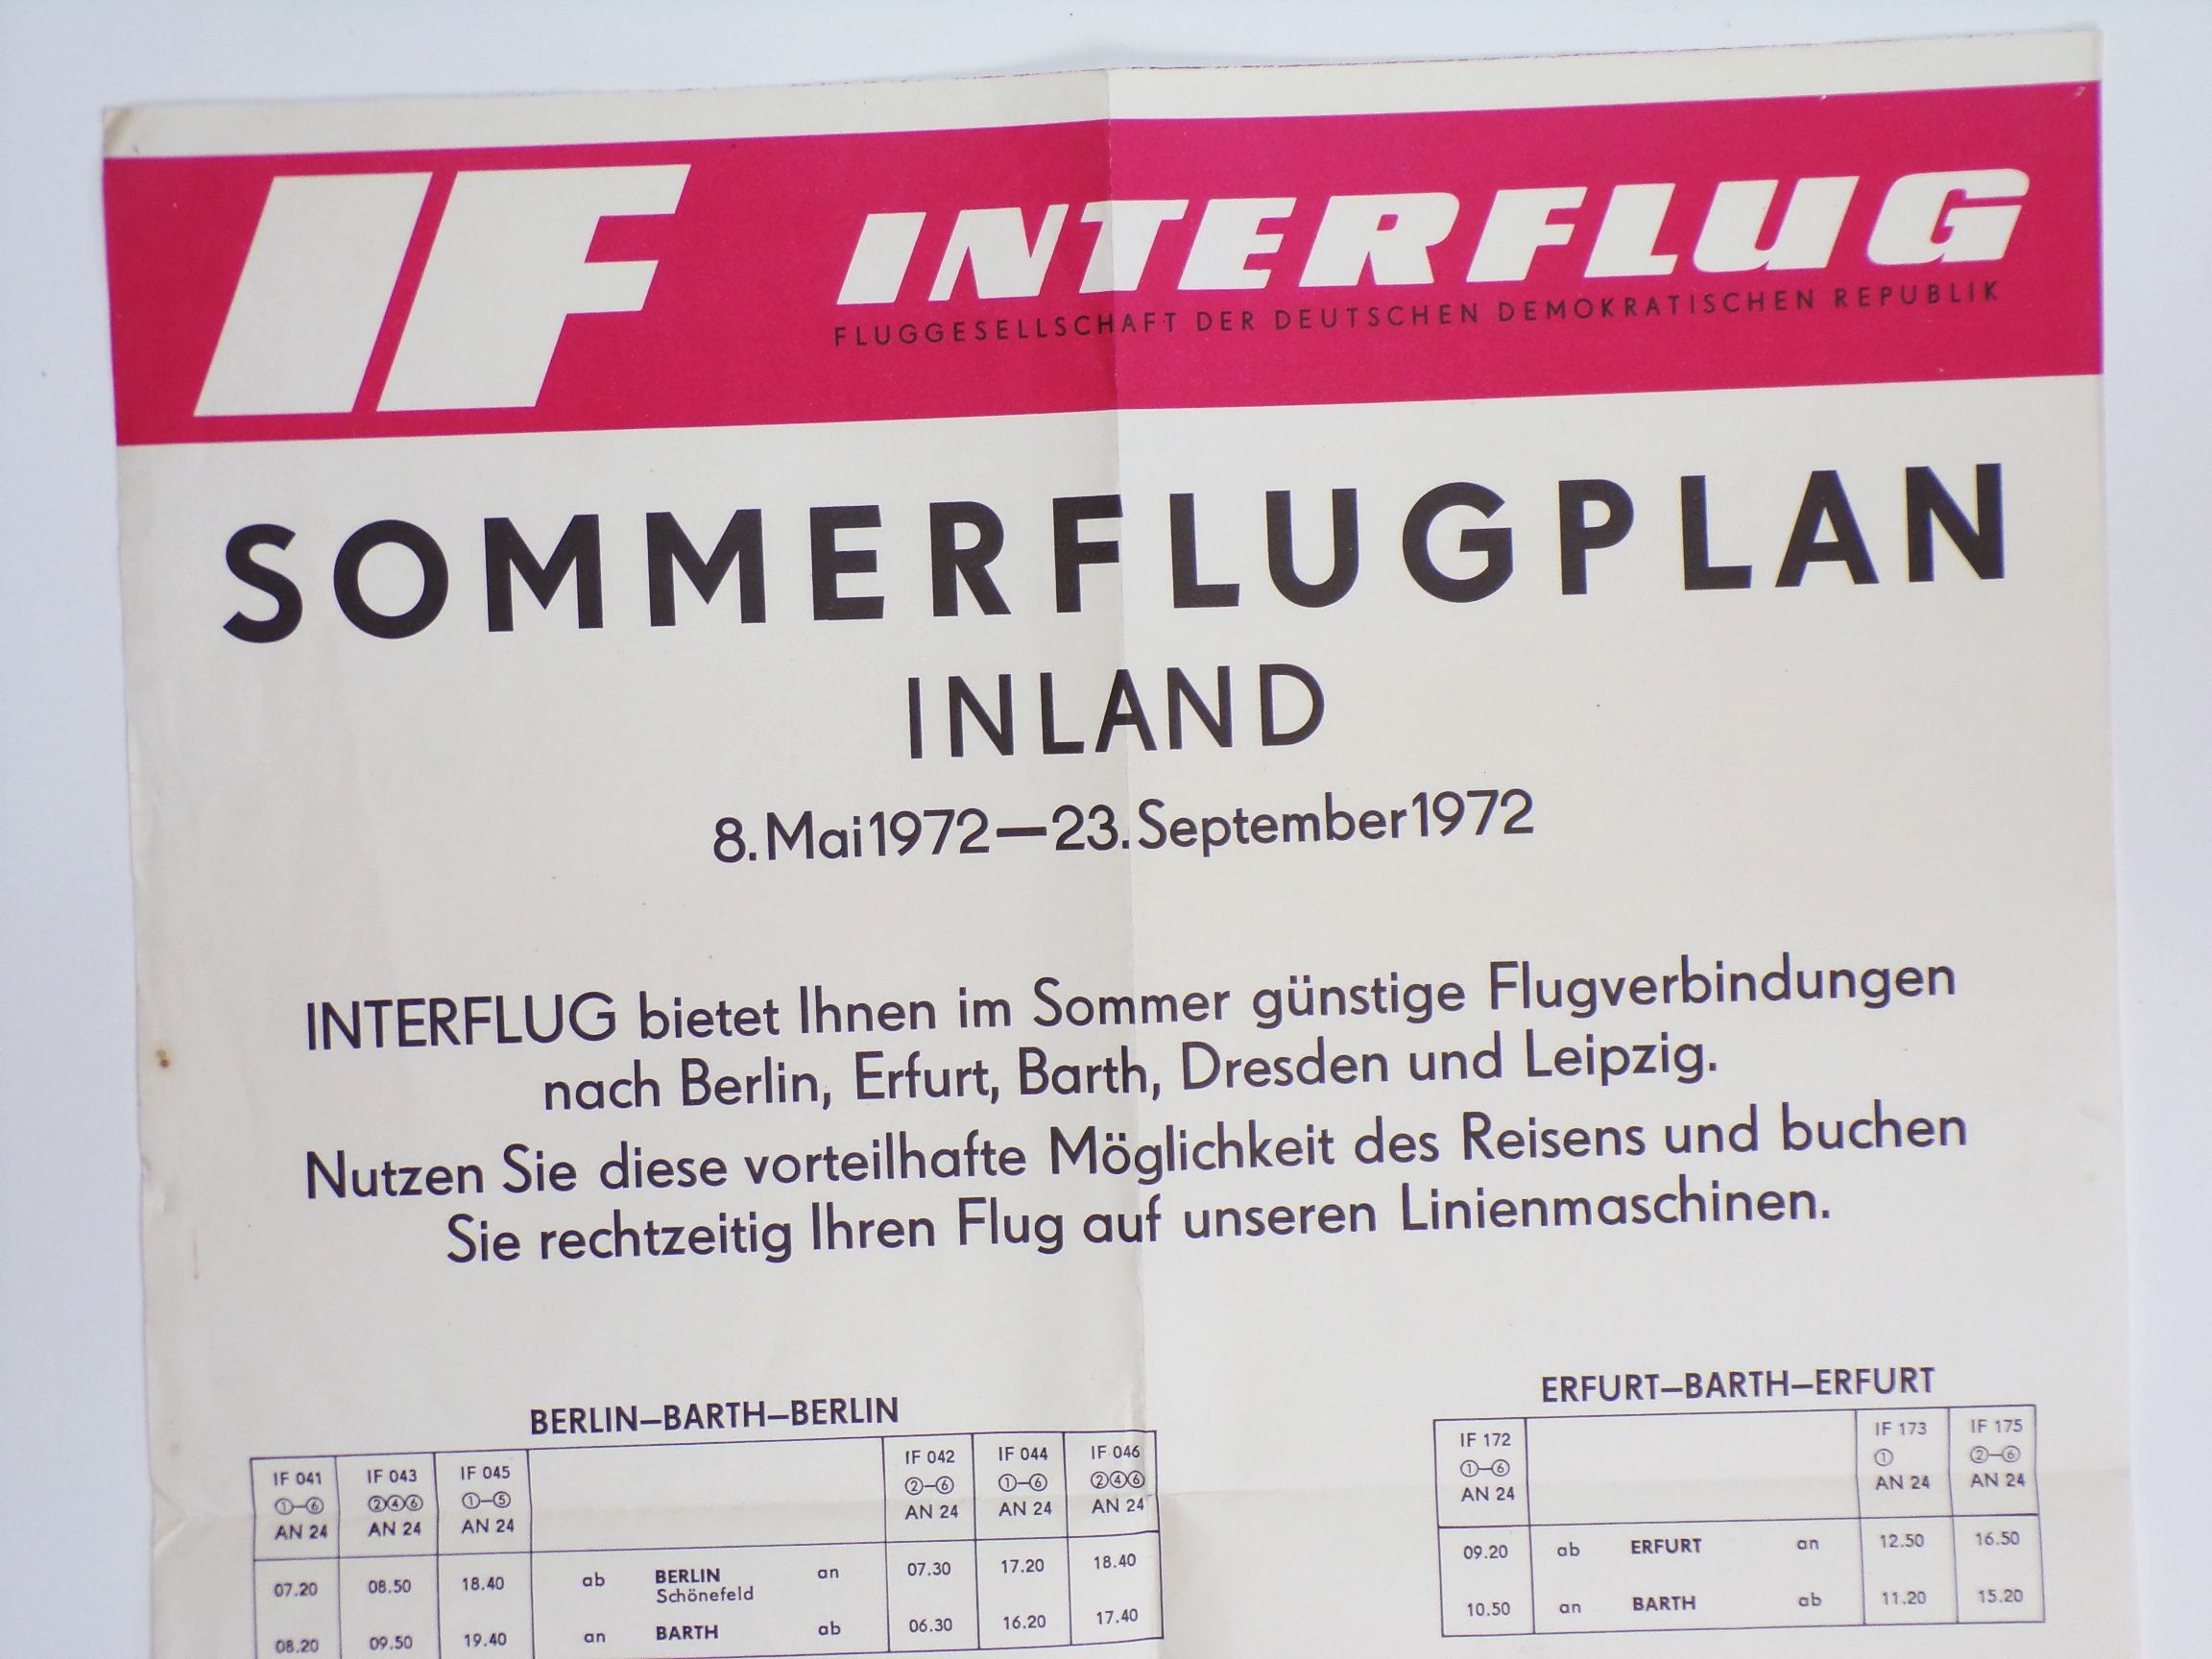 IF INTERFLUG
FLUGGESELLSCHAFT DER DEUTSCHEN DEMOKRATISCHEN REPUBLIK
SOMMERFLUGPLAN
INLAND
8. Mai 1972—23. September 1972
INTERFLUG bietet Ihnen im Sommer günstige Flugverbindungen
nach Berlin, Erfurt, Barth, Dresden und Leipzig.
Nutzen Sie diese vorteilhafte Möglichkeit des Reisens und buchen
Sie rechtzeitig Ihren Flug auf unseren Linienmaschinen.
BERLIN—BARTH—BERLIN
IF 041 IF 043 IF 045 IF 042 IF 044 IF 046
①—⑥ ②④⑥ ①—⑤ ②—⑥ ①—⑥ ②④⑥
AN 24 AN 24 AN 24 AN 24 AN 24 AN 24
07.20 08.50 18.40 ab BERLIN an 07.30 17.20 18.40
Schönefeld
08.20 09.50 19.40 an BARTH ab 06.30 16.20 17.40
ERFURT—BARTH—ERFURT
IF 172 IF 173 IF 175
①—⑥ ① ②—⑥
AN 24 AN 24 AN 24
09.20 ab ERFURT an 12.50 16.50
10.50 an BARTH ab 11.20 15.20